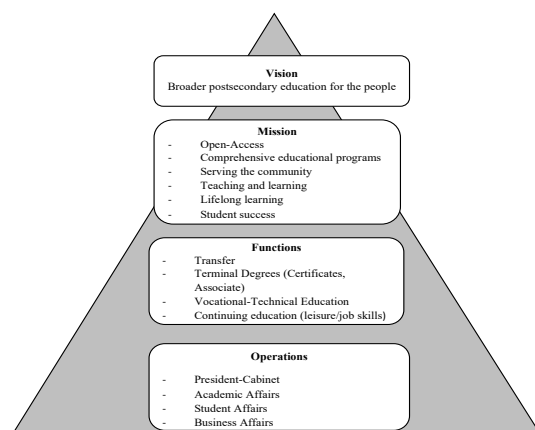 Vision
Broader postsecondary education for the people
Mission
- Open-Access
- Comprehensive educational programs
- Serving the community
- Teaching and learning
- Lifelong learning
- Student success
Functions
- Transfer
- Terminal Degrees (Certificates,
Associate)
- Vocational-Technical Education
- Continuing education (leisure/job skills)
Operations
- President-Cabinet
- Academic Affairs
- Student Affairs
- Business Affairs